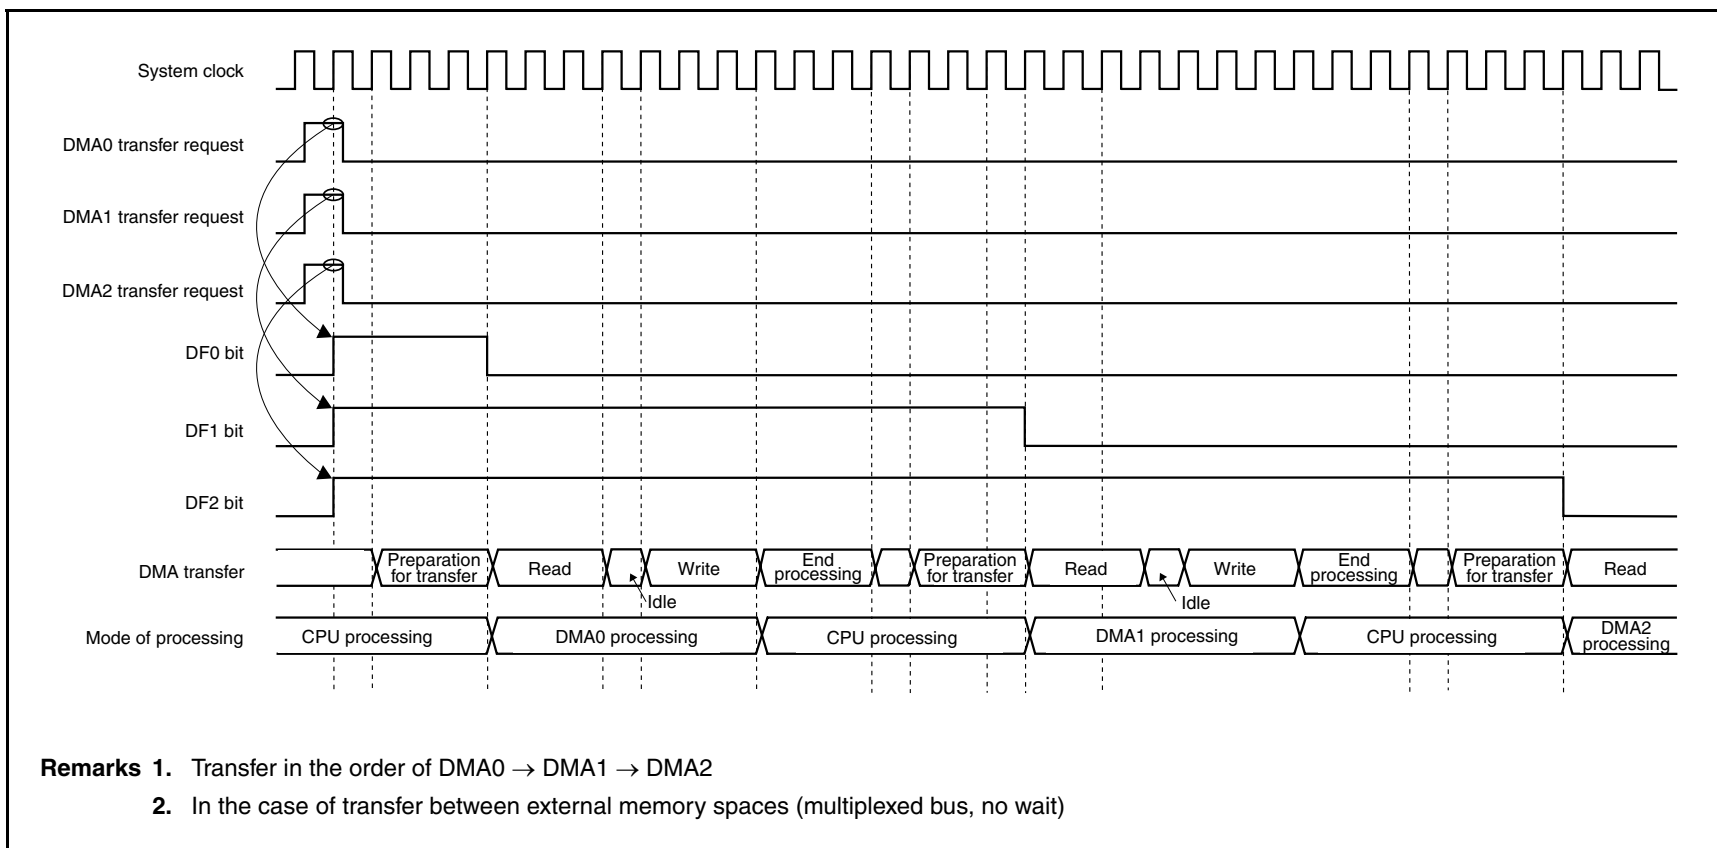 System clock
DMA0 transfer request
DMA1 transfer request
DMA2 transfer request
DF0 bit
DF1 bit
DF2 bit
DMA transfer
Preparation
for transfer
Read
Idle
Write
End
processing
Preparation
for transfer
Read
Idle
Write
End
processing
Preparation
for transfer
Read
Mode of processing
CPU processing
DMA0 processing
CPU processing
DMA1 processing
CPU processing
DMA2
processing
Remarks 1. Transfer in the order of DMA0 → DMA1 → DMA2
2. In the case of transfer between external memory spaces (multiplexed bus, no wait)